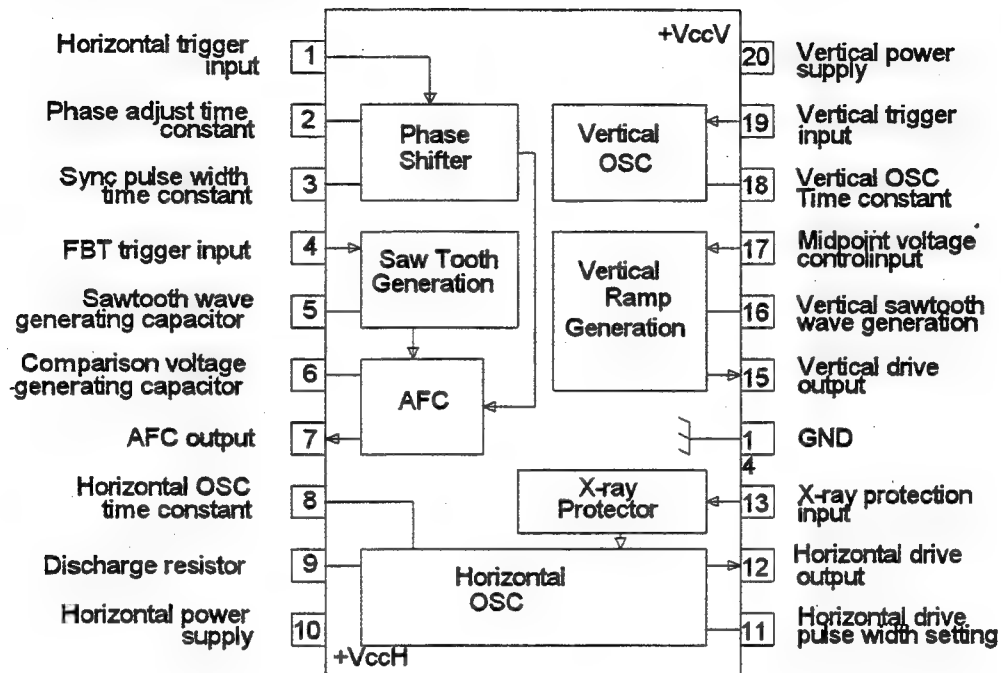 Horizontal trigger
input
1
Phase adjust time
constant
2
Sync pulse width
time constant
3
FBT trigger input
4
Sawtooth wave
generating capacitor
5
Comparison voltage
-generating capacitor
6
AFC output
7
Horizontal OSC
time constant
8
Discharge resistor
9
Horizontal power
supply
10
+VccV
Phase
Shifter
Vertical
OSC
Saw Tooth
Generation
Vertical
Ramp
Generation
AFC
X-ray
Protector
Horizontal
OSC
+VccH
20
Vertical power
supply
19
Vertical trigger
input
18
Vertical OSC
Time constant
17
Midpoint voltage
controlinput
16
Vertical sawtooth
wave generation
15
Vertical drive
output
1
4
GND
13
X-ray protection
input
12
Horizontal drive
output
11
Horizontal drive
pulse width setting